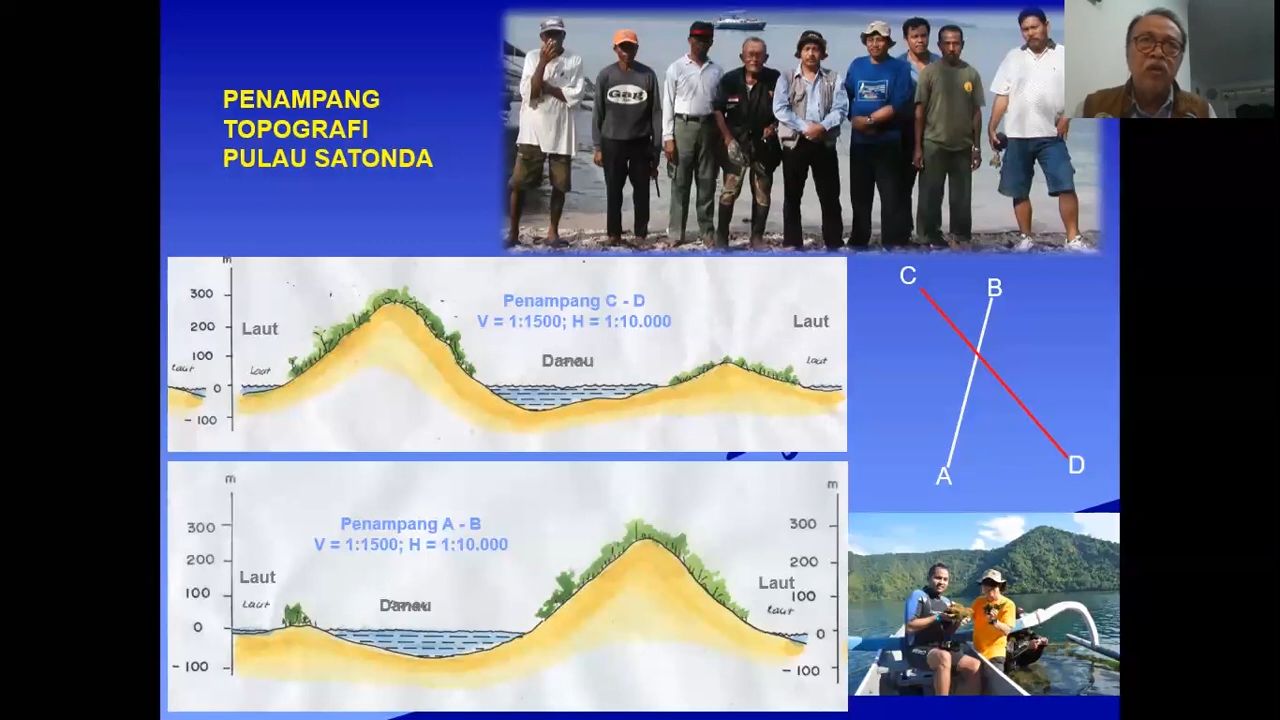 PENAMPANG
TOPOGRAFI
PULAU SATONDA
Gag
m
300
200
100
0
- 100
Laut
Laut
Laut
Penampang C - D
V = 1:1500; H = 1:10.000
Danau
Laut
Laut
C
B
A
D
m
300
200
100
0
- 100
Laut
Laut
Penampang A - B
V = 1:1500; H = 1:10.000
Danau
Laut
Laut
m
300
200
100
0
- 100